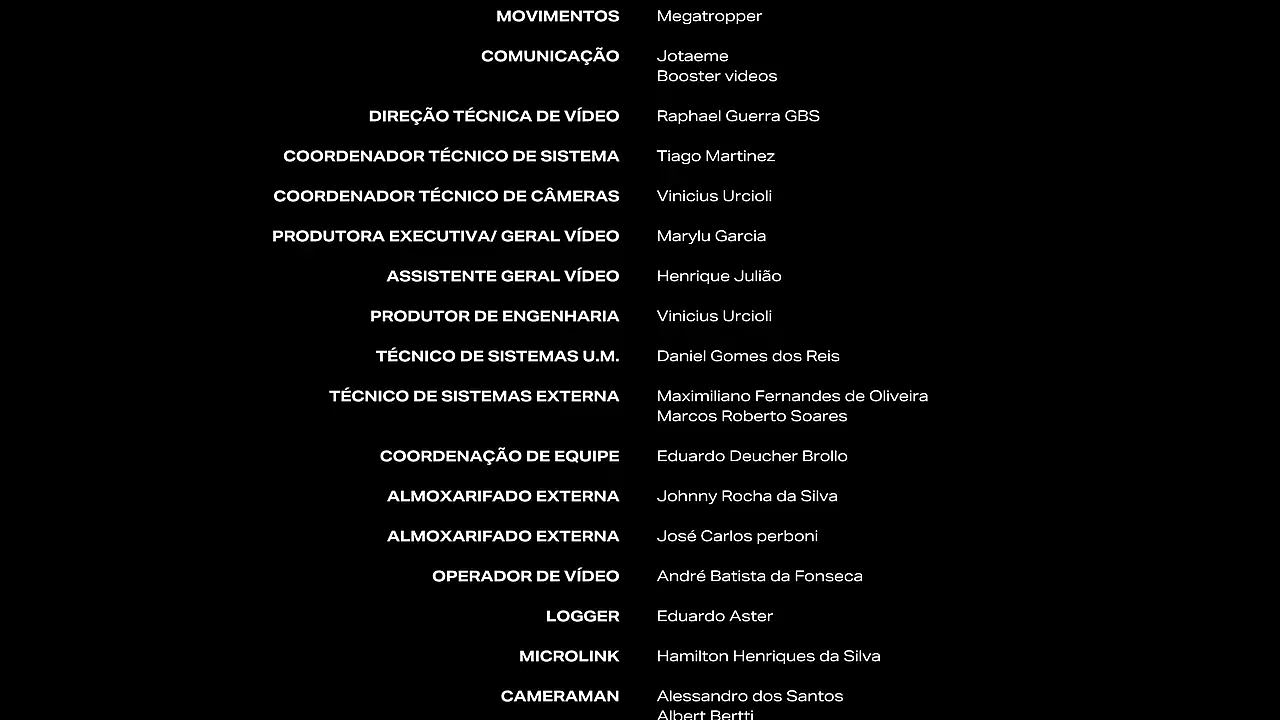 MOVIMENTOS Megatropper
COMUNICAÇÃO Jotaeme
Booster videos
DIREÇÃO TÉCNICA DE VÍDEO Raphael Guerra GBS
COORDENADOR TÉCNICO DE SISTEMA Tiago Martinez
COORDENADOR TÉCNICO DE CÂMERAS Vinicius Urcioli
PRODUTORA EXECUTIVA/ GERAL VÍDEO Marylu Garcia
ASSISTENTE GERAL VÍDEO Henrique Julião
PRODUTOR DE ENGENHARIA Vinicius Urcioli
TÉCNICO DE SISTEMAS U.M. Daniel Gomes dos Reis
TÉCNICO DE SISTEMAS EXTERNA Maximiliano Fernandes de Oliveira
Marcos Roberto Soares
COORDENAÇÃO DE EQUIPE Eduardo Deucher Brollo
ALMOXARIFADO EXTERNA Johnny Rocha da Silva
ALMOXARIFADO EXTERNA José Carlos perboni
OPERADOR DE VÍDEO André Batista da Fonseca
LOGGER Eduardo Aster
MICROLINK Hamilton Henriques da Silva
CAMERAMAN Alessandro dos Santos
Albert Bertti